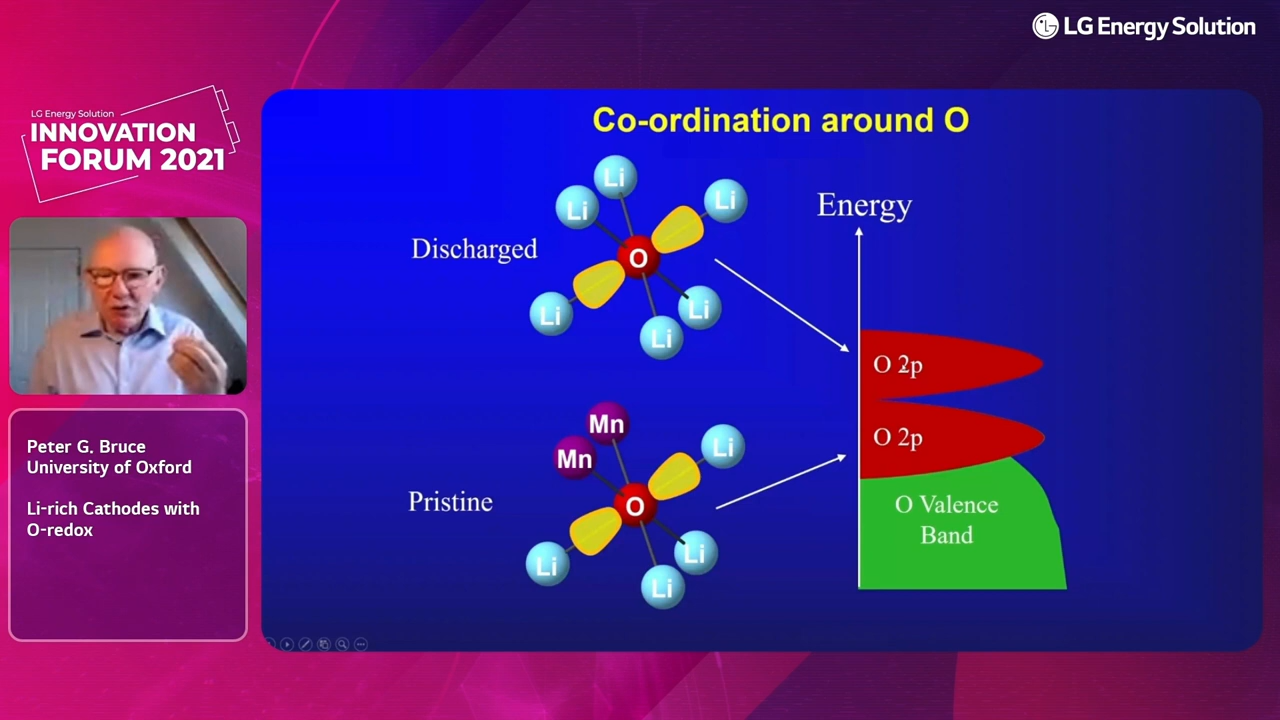 LG Energy Solution
LG Energy Solution
INNOVATION
FORUM 2021
Peter G. Bruce
University of Oxford
Li-rich Cathodes with
O-redox
Co-ordination around O
Discharged
Li
Li
Li
O
Li
Li
Li
Pristine
Mn
Mn
Li
O
Li
Li
Li
Energy
O 2p
O 2p
O Valence
Band